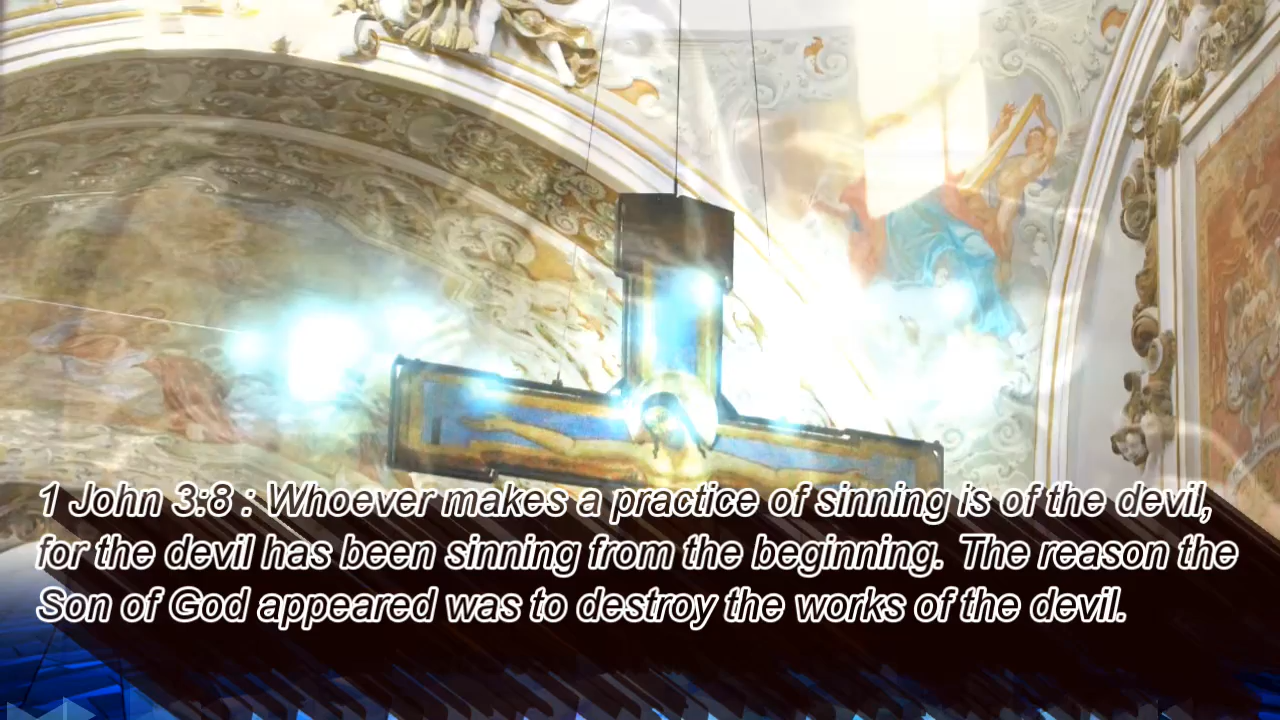 1 John 3:8 : Whoever makes a practice of sinning is of the devil,
for the devil has been sinning from the beginning. The reason the
Son of God appeared was to destroy the works of the devil.